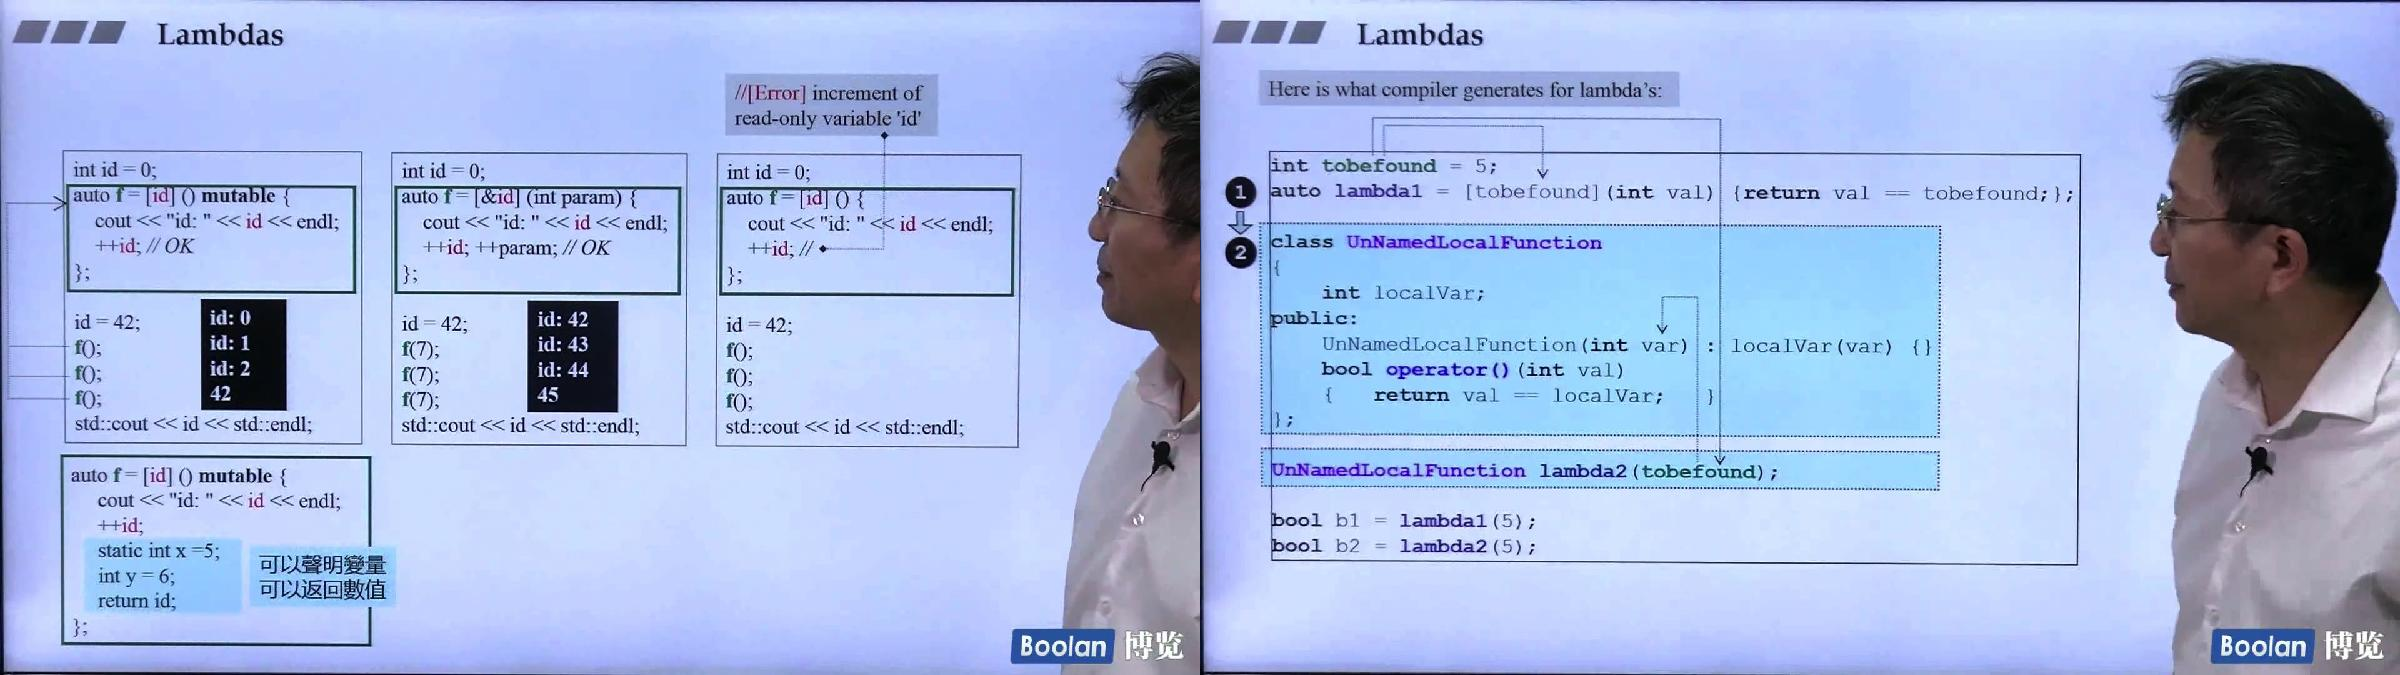 Lambdas
//[Error] increment of
read-only variable 'id'
int id = 0;
auto f = [id] () mutable {
cout << "id: " << id << endl;
++id; // OK
};
id = 42;
f();
f();
f();
std::cout << id << std::endl;
id: 0
id: 1
id: 2
42
int id = 0;
auto f = [&id] (int param) {
cout << "id: " << id << endl;
++id; ++param; // OK
};
id = 42;
f(7);
f(7);
f(7);
std::cout << id << std::endl;
id: 42
id: 43
id: 44
45
int id = 0;
auto f = [id] () {
cout << "id: " << id << endl;
++id; //
};
id = 42;
f();
f();
f();
std::cout << id << std::endl;
auto f = [id] () mutable {
cout << "id: " << id << endl;
++id;
static int x =5;
int y = 6;
return id;
};
可以聲明變量
可以返回數值
Boolan 博览
Lambdas
Here is what compiler generates for lambda's:
int tobefound = 5;
1
auto lambda1 = [tobefound](int val) {return val == tobefound;};
2
class UnNamedLocalFunction
{
int localVar;
public:
UnNamedLocalFunction(int var) : localVar(var) {}
bool operator()(int val)
{ return val == localVar; }
};
UnNamedLocalFunction lambda2(tobefound);
bool b1 = lambda1(5);
bool b2 = lambda2(5);
Boolan 博览